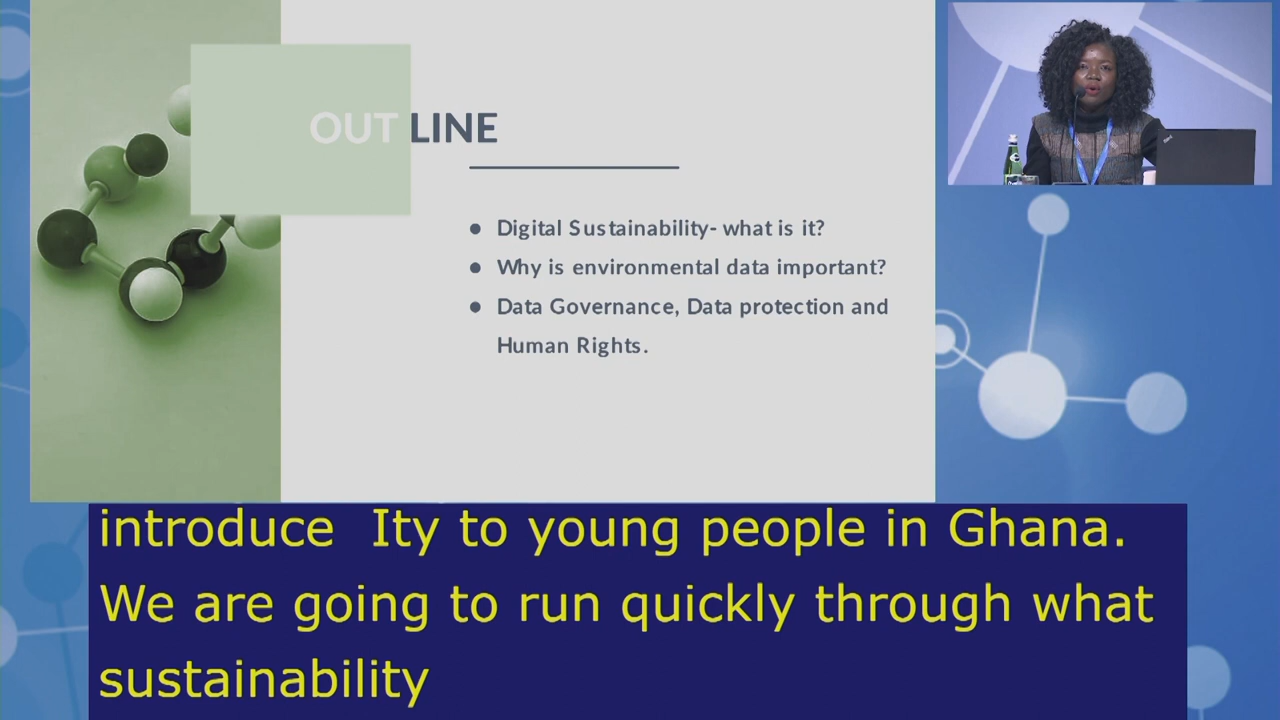 OUT LINE
● Digital Sustainability- what is it?
● Why is environmental data important?
● Data Governance, Data protection and
Human Rights.
introduce Ity to young people in Ghana.
We are going to run quickly through what
sustainability